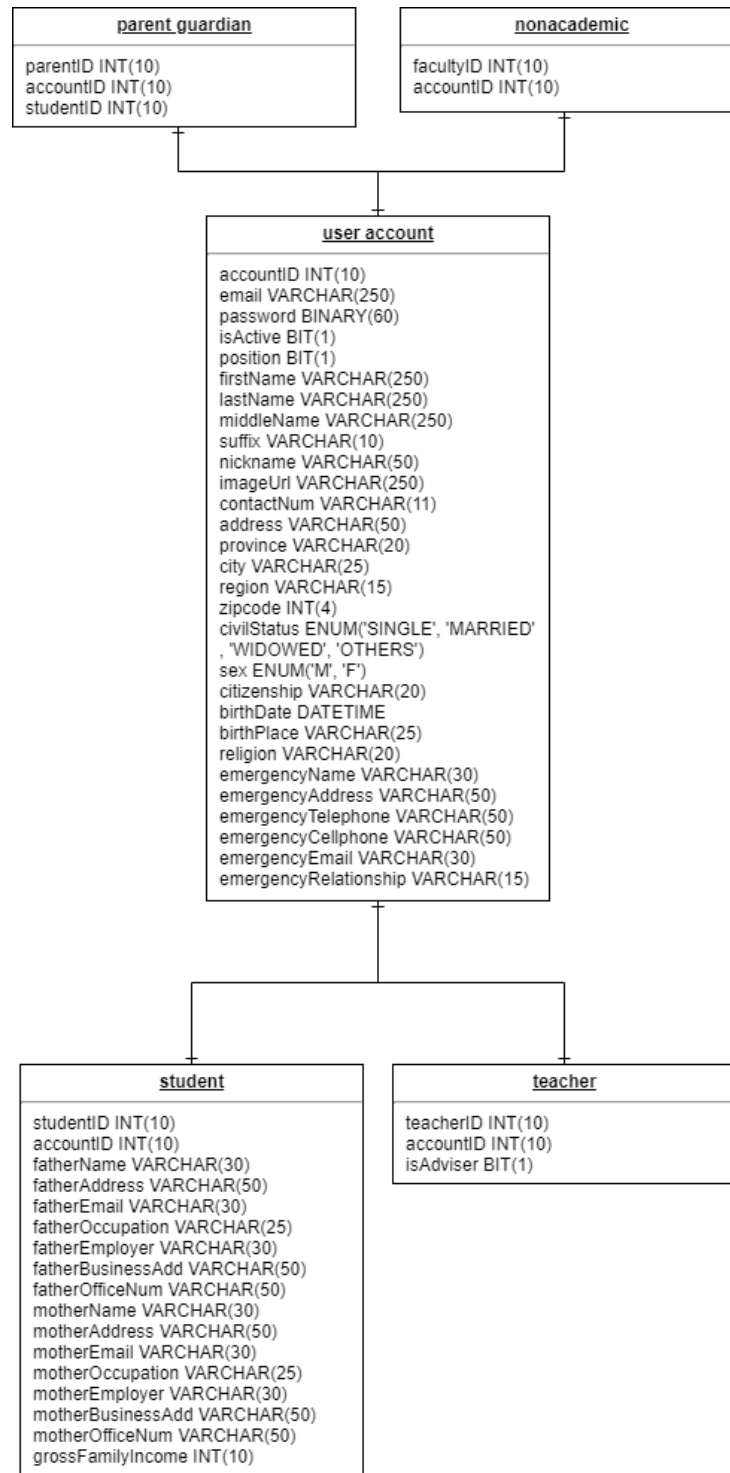 parent guardian
parentID INT(10)
accountID INT(10)
studentID INT(10)
nonacademic
facultyID INT(10)
accountID INT(10)
user account
accountID INT(10)
email VARCHAR(250)
password BINARY(60)
isActive BIT(1)
position BIT(1)
firstName VARCHAR(250)
lastName VARCHAR(250)
middleName VARCHAR(250)
suffix VARCHAR(10)
nickname VARCHAR(50)
imageUrl VARCHAR(250)
contactNum VARCHAR(11)
address VARCHAR(50)
province VARCHAR(20)
city VARCHAR(25)
region VARCHAR(15)
zipcode INT(4)
civilStatus ENUM('SINGLE', 'MARRIED'
, 'WIDOWED', 'OTHERS')
sex ENUM('M', 'F')
citizenship VARCHAR(20)
birthDate DATETIME
birthPlace VARCHAR(25)
religion VARCHAR(20)
emergencyName VARCHAR(30)
emergencyAddress VARCHAR(50)
emergencyTelephone VARCHAR(50)
emergencyCellphone VARCHAR(50)
emergencyEmail VARCHAR(30)
emergencyRelationship VARCHAR(15)
student
studentID INT(10)
accountID INT(10)
fatherName VARCHAR(30)
fatherAddress VARCHAR(50)
fatherEmail VARCHAR(30)
fatherOccupation VARCHAR(25)
fatherEmployer VARCHAR(30)
fatherBusinessAdd VARCHAR(50)
fatherOfficeNum VARCHAR(50)
motherName VARCHAR(30)
motherAddress VARCHAR(50)
motherEmail VARCHAR(30)
motherOccupation VARCHAR(25)
motherEmployer VARCHAR(30)
motherBusinessAdd VARCHAR(50)
motherOfficeNum VARCHAR(50)
grossFamilyIncome INT(10)
teacher
teacherID INT(10)
accountID INT(10)
isAdviser BIT(1)